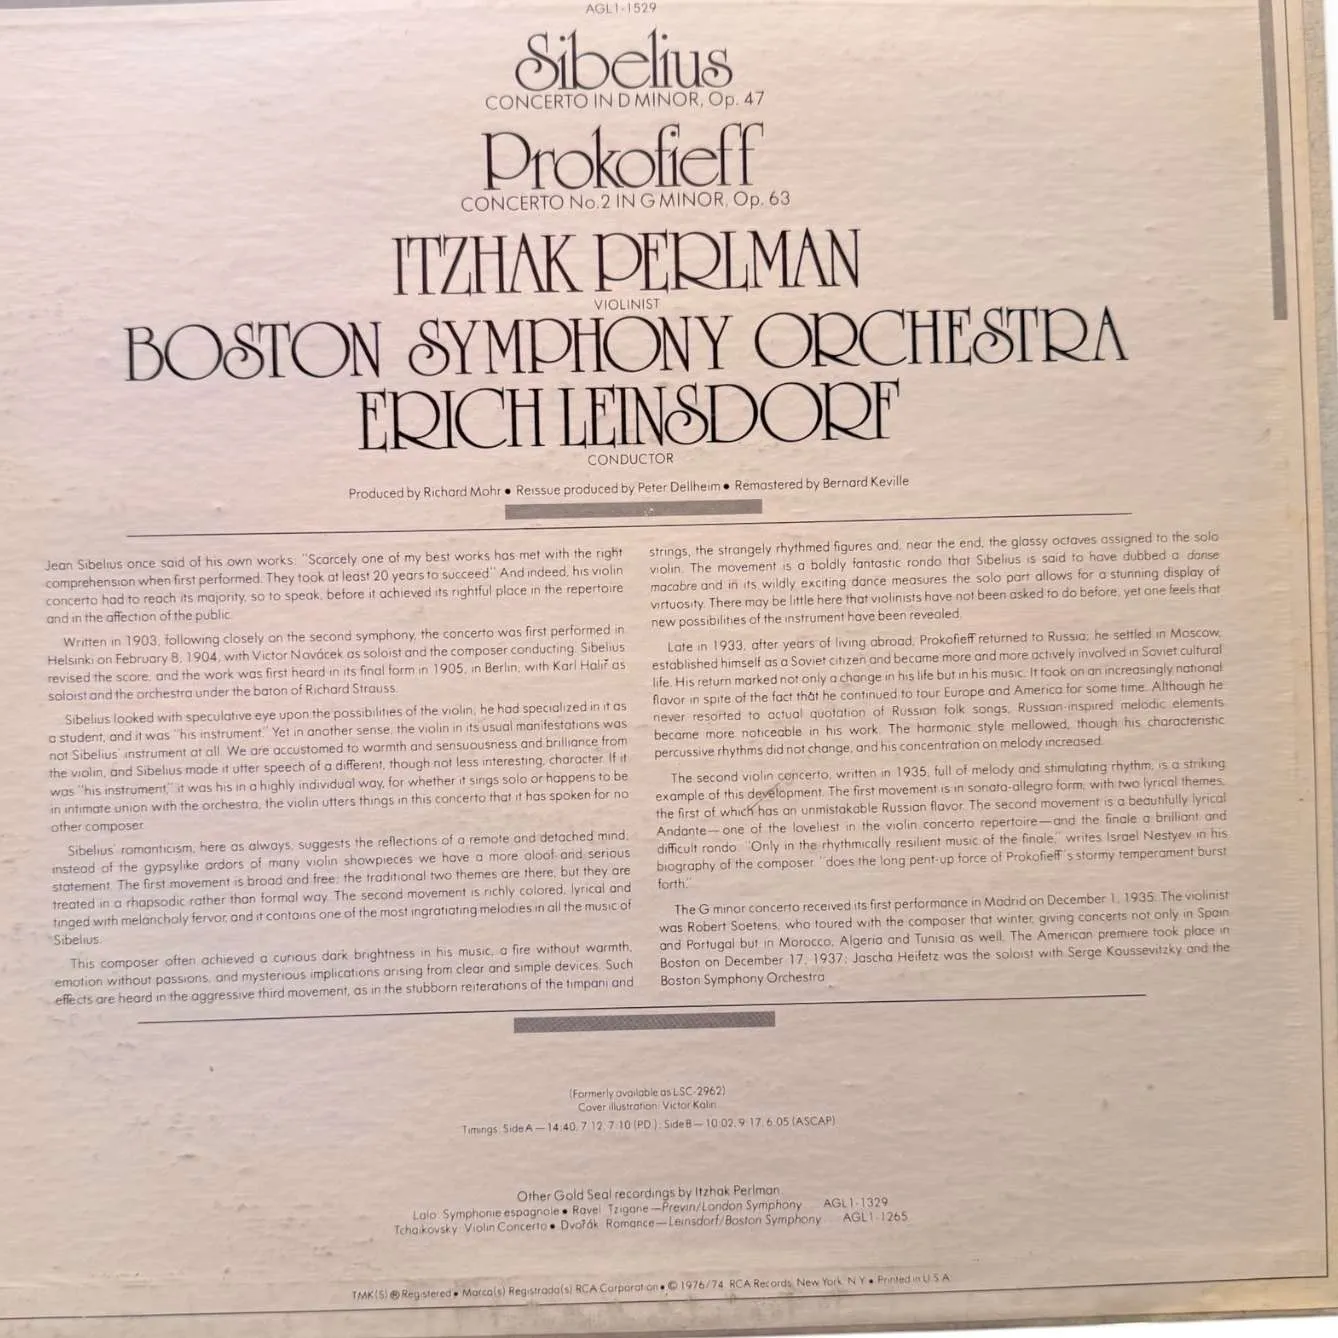 AGL1-1529
Sibelius
CONCERTO IN D MINOR, Op. 47
Prokofieff
CONCERTO No. 2 IN G MINOR, Op. 63
ITZHAK PERLMAN
VIOLINIST
BOSTON SYMPHONY ORCHESTRA
ERICH LEINSDORF
CONDUCTOR
Produced by Richard Mohr • Reissue produced by Peter Dellheim • Remastered by Bernard Keville
Jean Sibelius once said of his own works: "Scarcely one of my best works has met with the right
comprehension when first performed. They took at least 20 years to succeed." And indeed, his violin
concerto had to reach its majority, so to speak, before it achieved its rightful place in the repertoire
and in the affection of the public.
Written in 1903, following closely on the second symphony, the concerto was first performed in
Helsinki on February 8, 1904, with Victor Nováček as soloist and the composer conducting. Sibelius
revised the score, and the work was first heard in its final form in 1905, in Berlin, with Karl Halíř as
soloist and the orchestra under the baton of Richard Strauss.
Sibelius looked with speculative eye upon the possibilities of the violin; he had specialized in it as
a student, and it was "his instrument." Yet in another sense, the violin in its usual manifestations was
not Sibelius' instrument at all. We are accustomed to warmth and sensuousness and brilliance from
the violin, and Sibelius made it utter speech of a different, though not less interesting, character. If it
was "his instrument," it was his in a highly individual way, for whether it sings solo or happens to be
in intimate union with the orchestra, the violin utters things in this concerto that it has spoken for no
other composer.
Sibelius' romanticism, here as always, suggests the reflections of a remote and detached mind;
instead of the gypsylike ardors of many violin showpieces we have a more aloof and serious
statement. The first movement is broad and free; the traditional two themes are there, but they are
treated in a rhapsodic rather than formal way. The second movement is richly colored, lyrical and
tinged with melancholy fervor, and it contains one of the most ingratiating melodies in all the music of
Sibelius.
This composer often achieved a curious dark brightness in his music, a fire without warmth,
emotion without passions, and mysterious implications arising from clear and simple devices. Such
effects are heard in the aggressive third movement, as in the stubborn reiterations of the timpani and
strings, the strangely rhythmed figures and, near the end, the glassy octaves assigned to the solo
violin. The movement is a boldly fantastic rondo that Sibelius is said to have dubbed a danse
macabre and in its wildly exciting dance measures the solo part allows for a stunning display of
virtuosity. There may be little here that violinists have not been asked to do before, yet one feels that
new possibilities of the instrument have been revealed.
Late in 1933, after years of living abroad, Prokofieff returned to Russia; he settled in Moscow,
established himself as a Soviet citizen and became more and more actively involved in Soviet cultural
life. His return marked not only a change in his life but in his music. It took on an increasingly national
flavor in spite of the fact that he continued to tour Europe and America for some time. Although he
never resorted to actual quotation of Russian folk songs, Russian-inspired melodic elements
became more noticeable in his work. The harmonic style mellowed, though his characteristic
percussive rhythms did not change, and his concentration on melody increased.
The second violin concerto, written in 1935, full of melody and stimulating rhythm, is a striking
example of this development. The first movement is in sonata-allegro form, with two lyrical themes,
the first of which has an unmistakable Russian flavor. The second movement is a beautifully lyrical
Andante—one of the loveliest in the violin concerto repertoire—and the finale a brilliant and
difficult rondo. "Only in the rhythmically resilient music of the finale," writes Israel Nestyev in his
biography of the composer, "does the long pent-up force of Prokofieff's stormy temperament burst
forth."
The G minor concerto received its first performance in Madrid on December 1, 1935. The violinist
was Robert Soetens, who toured with the composer that winter, giving concerts not only in Spain
and Portugal but in Morocco, Algeria and Tunisia as well. The American premiere took place in
Boston on December 17, 1937; Jascha Heifetz was the soloist with Serge Koussevitzky and the
Boston Symphony Orchestra.
(Formerly available as LSC-2962)
Cover illustration: Victor Kalin
Timings: Side A—14:40, 7:12, 7:10 (PD.); Side B—10:02, 9:17, 6:05 (ASCAP)
Other Gold Seal recordings by Itzhak Perlman:
Lalo: Symphonie espagnole • Ravel: Tzigane—Previn/London Symphony AGL1-1329
Tchaikovsky: Violin Concerto • Dvořák: Romance—Leinsdorf/Boston Symphony AGL1-1265
TMK(S) ® Registered • Marca(s) Registrada(s) RCA Corporation • © 1976/74, RCA Records, New York, N.Y. • Printed in U.S.A.